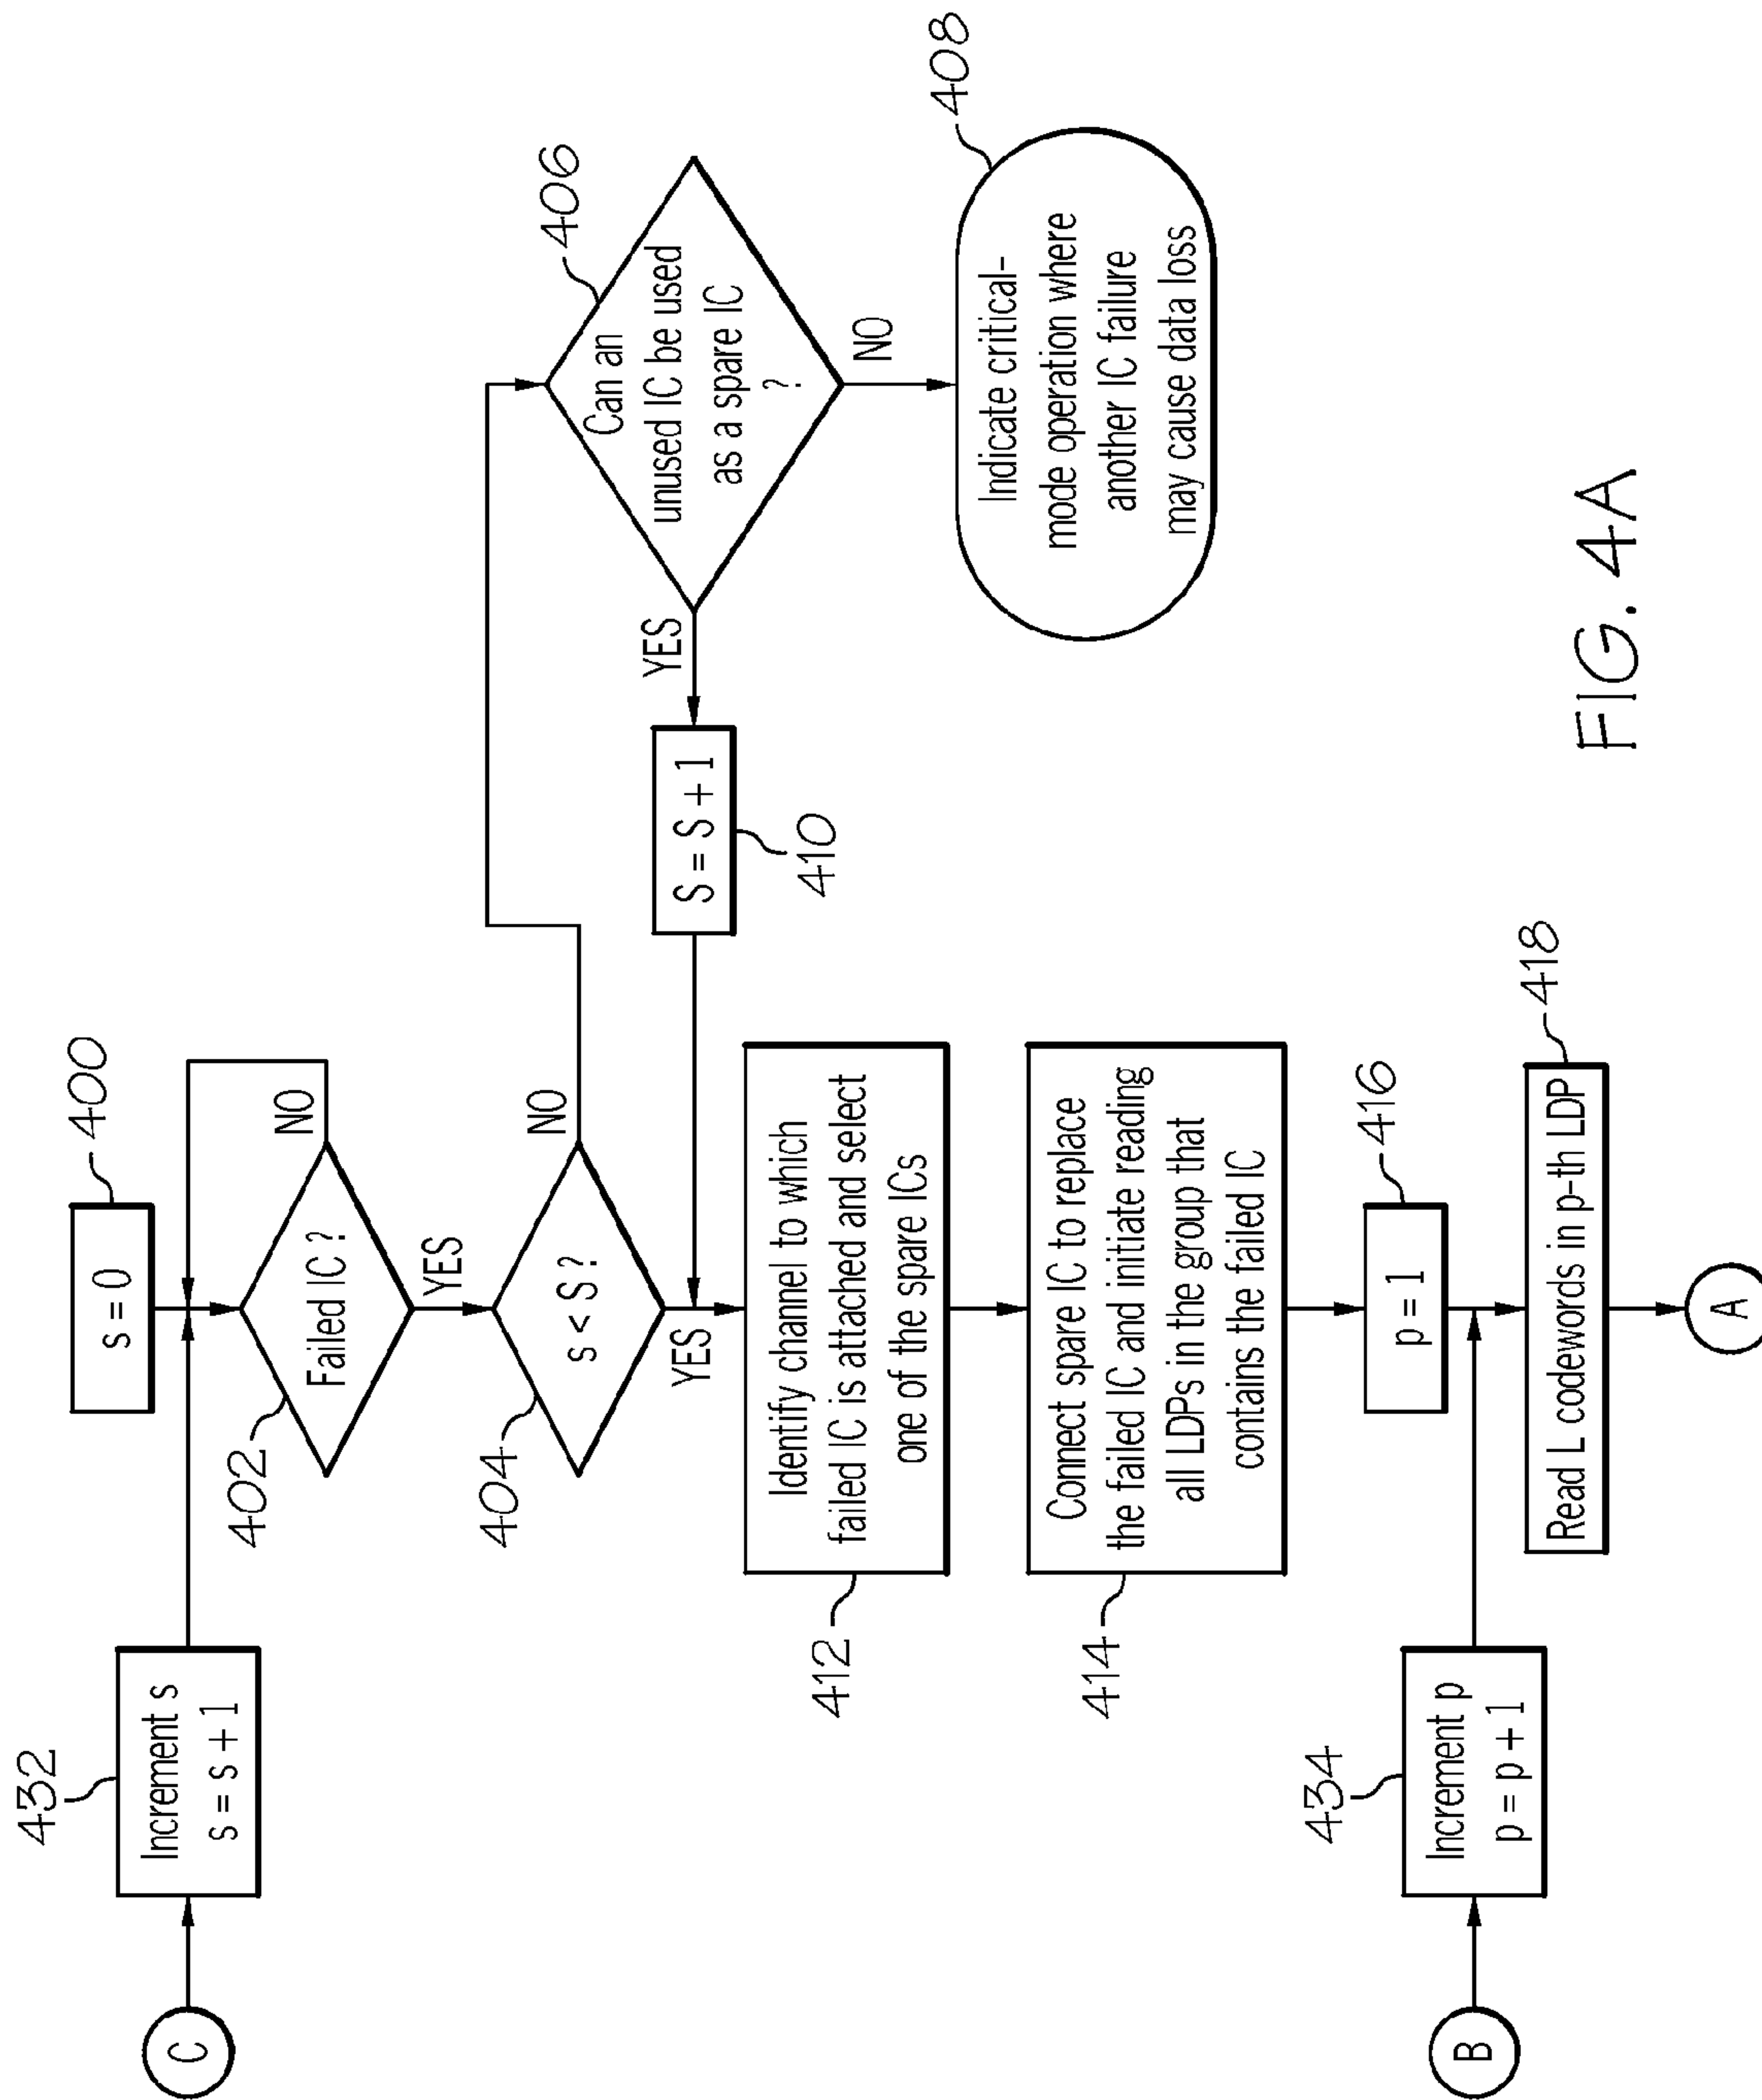 400
s = 0
432
Increment s
s = s + 1
C
402
Failed IC ?
NO
YES
404
s < S ?
NO
YES
406
Can an
unused IC be used
as a spare IC
?
YES
NO
408
Indicate critical-
mode operation where
another IC failure
may cause data loss
S = S + 1
410
412
Identify channel to which
failed IC is attached and select
one of the spare ICs
414
Connect spare IC to replace
the failed IC and initiate reading
all LDPs in the group that
contains the failed IC
416
p = 1
434
Increment p
p = p + 1
B
418
Read L codewords in p-th LDP
A
FIG. 4A